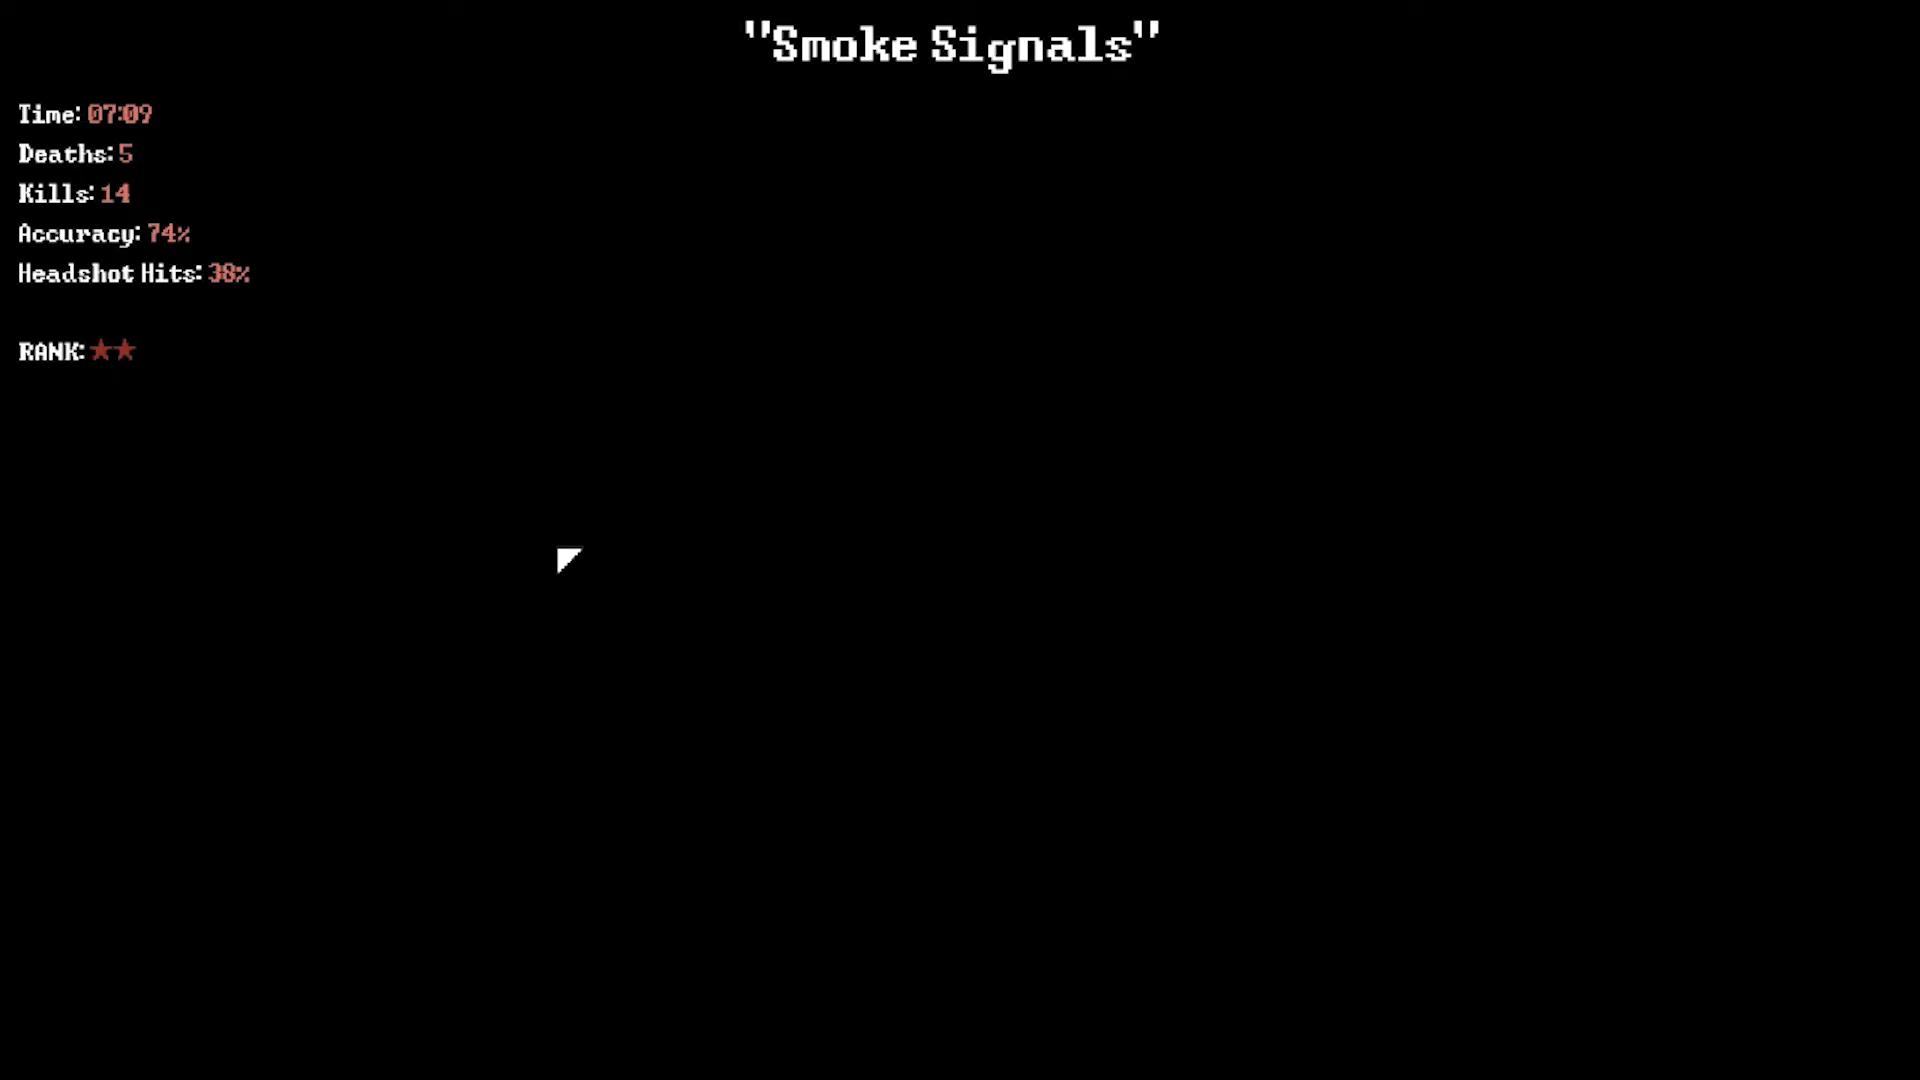 "Smoke Signals"
Time: 07:09
Deaths: 5
Kills: 14
Accuracy: 74%
Headshot Hits: 38%
RANK: ★★